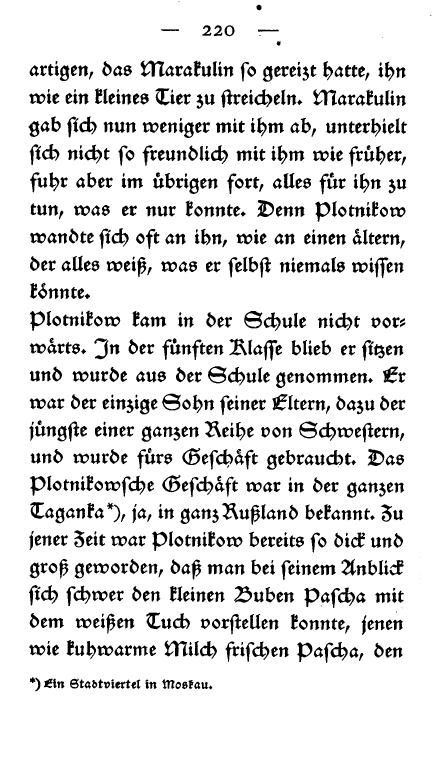 — 220 —
artigen, das Marakulin so gereizt hatte, ihn
wie ein kleines Tier zu streicheln. Marakulin
gab sich nun weniger mit ihm ab, unterhielt
sich nicht so freundlich mit ihm wie früher,
fuhr aber im übrigen fort, alles für ihn zu
tun, was er nur konnte. Denn Plotnikow
wandte sich oft an ihn, wie an einen ältern,
der alles weiß, was er selbst niemals wissen
könnte.
Plotnikow kam in der Schule nicht vor-
wärts. In der fünften Klasse blieb er sitzen
und wurde aus der Schule genommen. Er
war der einzige Sohn seiner Eltern, dazu der
jüngste einer ganzen Reihe von Schwestern,
und wurde fürs Geschäft gebraucht. Das
Plotnikowsche Geschäft war in der ganzen
Taganka*), ja, in ganz Rußland bekannt. Zu
jener Zeit war Plotnikow bereits so dick und
groß geworden, daß man bei seinem Anblick
sich schwer den kleinen Buben Pascha mit
dem weißen Tuch vorstellen konnte, jenen
wie kuhwarme Milch frischen Pascha, den
*) Ein Stadtviertel in Moskau.